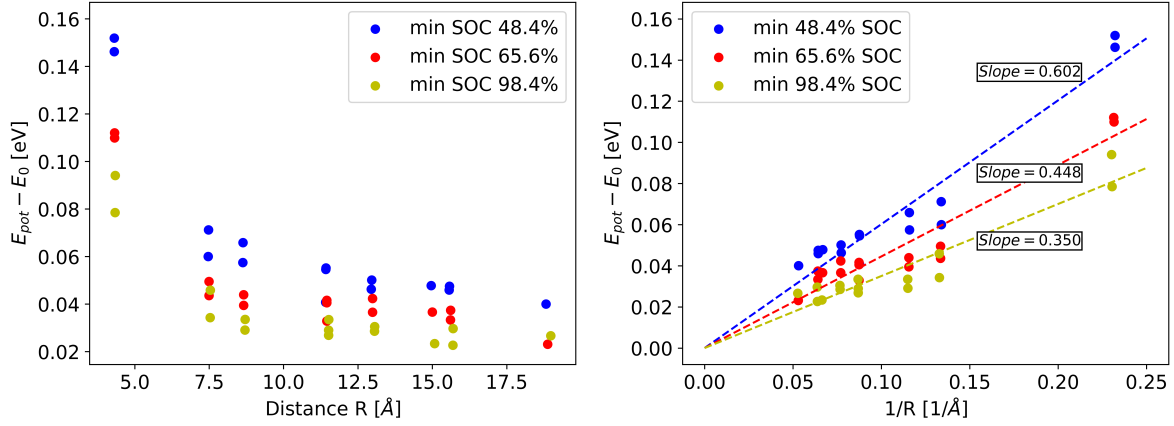 0.16
0.14
0.12
0.10
0.08
0.06
0.04
0.02
E_pot − E_0 [eV]
5.0 7.5 10.0 12.5 15.0 17.5
Distance R [Å]
min SOC 48.4%
min SOC 65.6%
min SOC 98.4%
0.16
0.14
0.12
0.10
0.08
0.06
0.04
0.02
0.00
E_pot − E_0 [eV]
0.00 0.05 0.10 0.15 0.20 0.25
1/R [1/Å]
min 48.4% SOC
min 65.6% SOC
min 98.4% SOC
Slope = 0.602
Slope = 0.448
Slope = 0.350